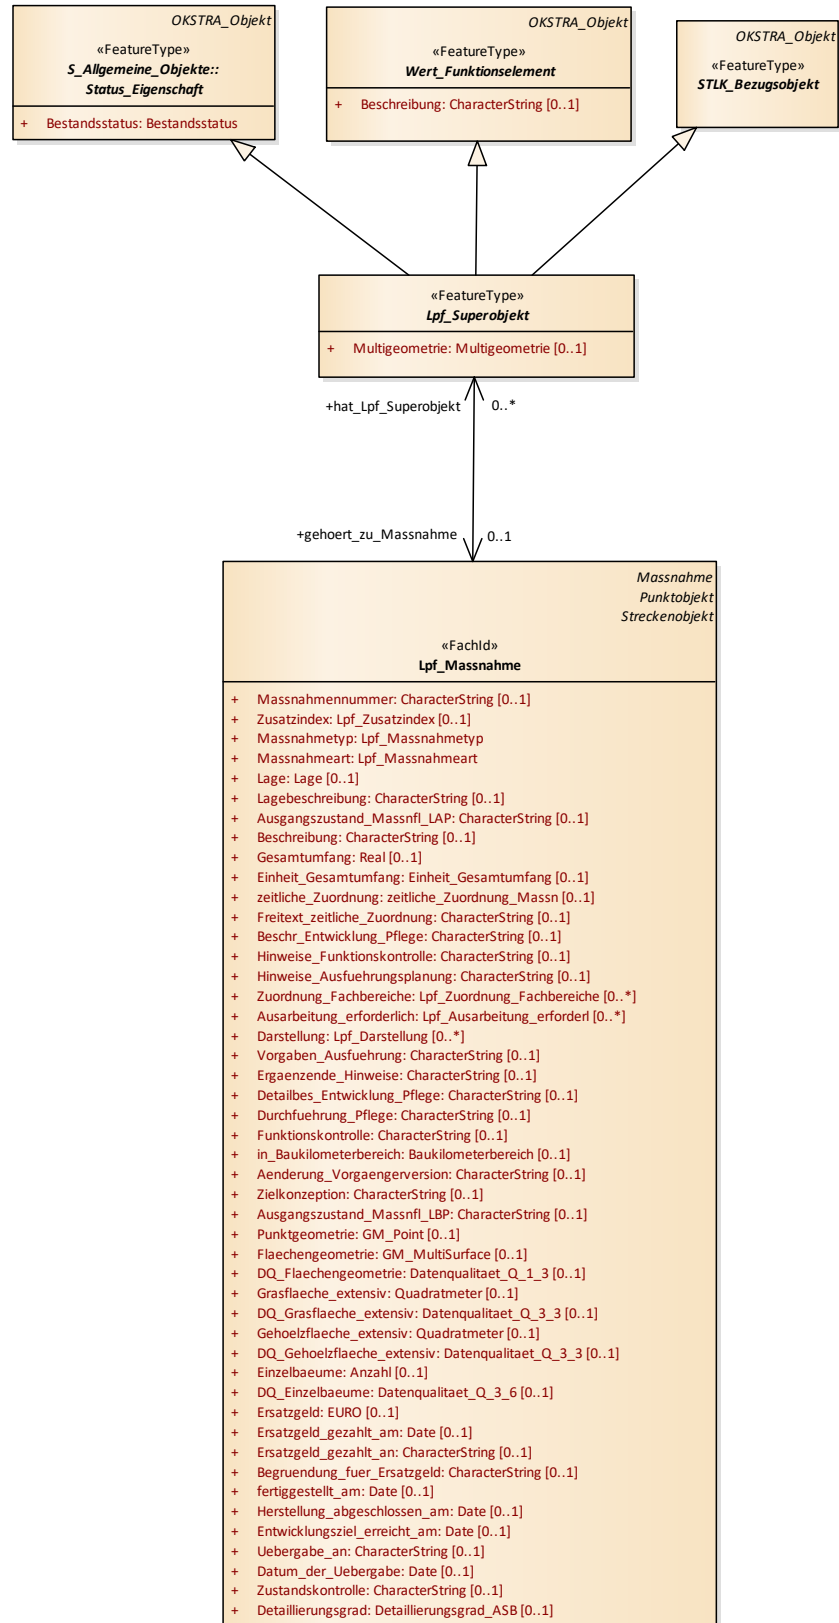 OKSTRA_Objekt
«FeatureType»
S_Allgemeine_Objekte::
Status_Eigenschaft
+ Bestandsstatus: Bestandsstatus
OKSTRA_Objekt
«FeatureType»
Wert_Funktionselement
+ Beschreibung: CharacterString [0..1]
OKSTRA_Objekt
«FeatureType»
STLK_Bezugsobjekt
«FeatureType»
Lpf_Superobjekt
+ Multigeometrie: Multigeometrie [0..1]
+hat_Lpf_Superobjekt 0..*
+gehoert_zu_Massnahme 0..1
Massnahme
Punktobjekt
Streckenobjekt
«FachId»
Lpf_Massnahme
+ Massnahmennummer: CharacterString [0..1]
+ Zusatzindex: Lpf_Zusatzindex [0..1]
+ Massnahmetyp: Lpf_Massnahmetyp
+ Massnahmeart: Lpf_Massnahmeart
+ Lage: Lage [0..1]
+ Lagebeschreibung: CharacterString [0..1]
+ Ausgangszustand_Massnfl_LAP: CharacterString [0..1]
+ Beschreibung: CharacterString [0..1]
+ Gesamtumfang: Real [0..1]
+ Einheit_Gesamtumfang: Einheit_Gesamtumfang [0..1]
+ zeitliche_Zuordnung: zeitliche_Zuordnung_Massn [0..1]
+ Freitext_zeitliche_Zuordnung: CharacterString [0..1]
+ Beschr_Entwicklung_Pflege: CharacterString [0..1]
+ Hinweise_Funktionskontrolle: CharacterString [0..1]
+ Hinweise_Ausfuehrungsplanung: CharacterString [0..1]
+ Zuordnung_Fachbereiche: Lpf_Zuordnung_Fachbereiche [0..*]
+ Ausarbeitung_erforderlich: Lpf_Ausarbeitung_erforderl [0..*]
+ Darstellung: Lpf_Darstellung [0..*]
+ Vorgaben_Ausfuehrung: CharacterString [0..1]
+ Ergaenzende_Hinweise: CharacterString [0..1]
+ Detailbes_Entwicklung_Pflege: CharacterString [0..1]
+ Durchfuehrung_Pflege: CharacterString [0..1]
+ Funktionskontrolle: CharacterString [0..1]
+ in_Baukilometerbereich: Baukilometerbereich [0..1]
+ Aenderung_Vorgaengerversion: CharacterString [0..1]
+ Zielkonzeption: CharacterString [0..1]
+ Ausgangszustand_Massnfl_LBP: CharacterString [0..1]
+ Punktgeometrie: GM_Point [0..1]
+ Flaechengeometrie: GM_MultiSurface [0..1]
+ DQ_Flaechengeometrie: Datenqualitaet_Q_1_3 [0..1]
+ Grasflaeche_extensiv: Quadratmeter [0..1]
+ DQ_Grasflaeche_extensiv: Datenqualitaet_Q_3_3 [0..1]
+ Gehoelzflaeche_extensiv: Quadratmeter [0..1]
+ DQ_Gehoelzflaeche_extensiv: Datenqualitaet_Q_3_3 [0..1]
+ Einzelbaeume: Anzahl [0..1]
+ DQ_Einzelbaeume: Datenqualitaet_Q_3_6 [0..1]
+ Ersatzgeld: EURO [0..1]
+ Ersatzgeld_gezahlt_am: Date [0..1]
+ Ersatzgeld_gezahlt_an: CharacterString [0..1]
+ Begruendung_fuer_Ersatzgeld: CharacterString [0..1]
+ fertiggestellt_am: Date [0..1]
+ Herstellung_abgeschlossen_am: Date [0..1]
+ Entwicklungsziel_erreicht_am: Date [0..1]
+ Uebergabe_an: CharacterString [0..1]
+ Datum_der_Uebergabe: Date [0..1]
+ Zustandskontrolle: CharacterString [0..1]
+ Detaillierungsgrad: Detaillierungsgrad_ASB [0..1]